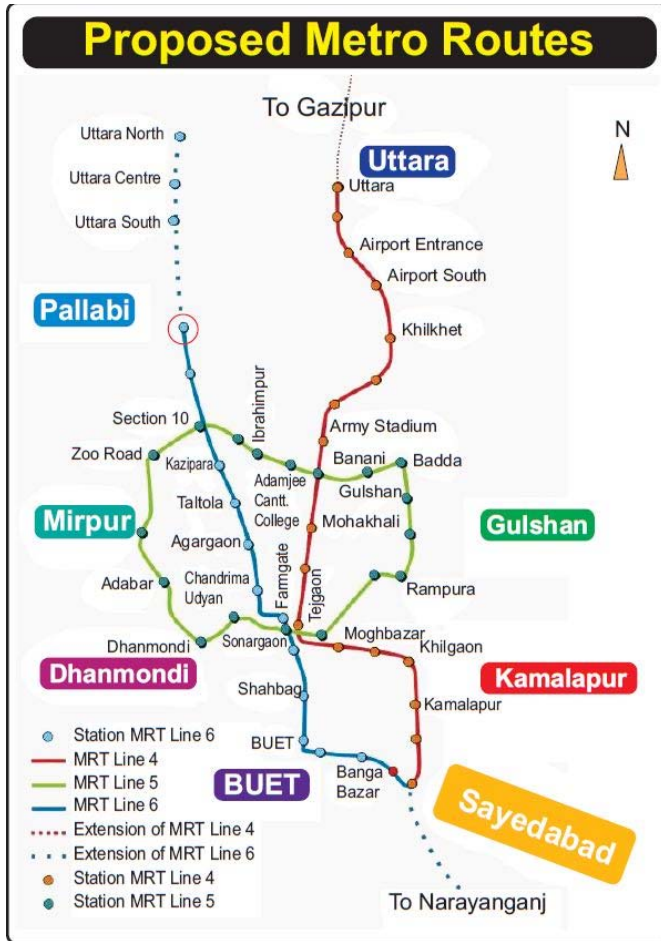 Proposed Metro Routes
To Gazipur
N
Uttara North
Uttara
Uttara Centre
Uttara
Uttara South
Airport Entrance
Airport South
Pallabi
Khilkhet
Section 10
Ibrahimpur
Army Stadium
Zoo Road
Kazipara
Adamjee
Cantt.
College
Banani
Badda
Gulshan
Taltola
Mirpur
Mohakhali
Gulshan
Agargaon
Chandrima
Udyan
Farmgate
Tejgaon
Adabar
Rampura
Dhanmondi
Sonargaon
Moghbazar
Khilgaon
Dhanmondi
Kamalapur
Shahbag
Kamalapur
BUET
BUET
Banga
Bazar
Sayedabad
Station MRT Line 6
MRT Line 4
MRT Line 5
MRT Line 6
Extension of MRT Line 4
Extension of MRT Line 6
Station MRT Line 4
Station MRT Line 5
To Narayanganj